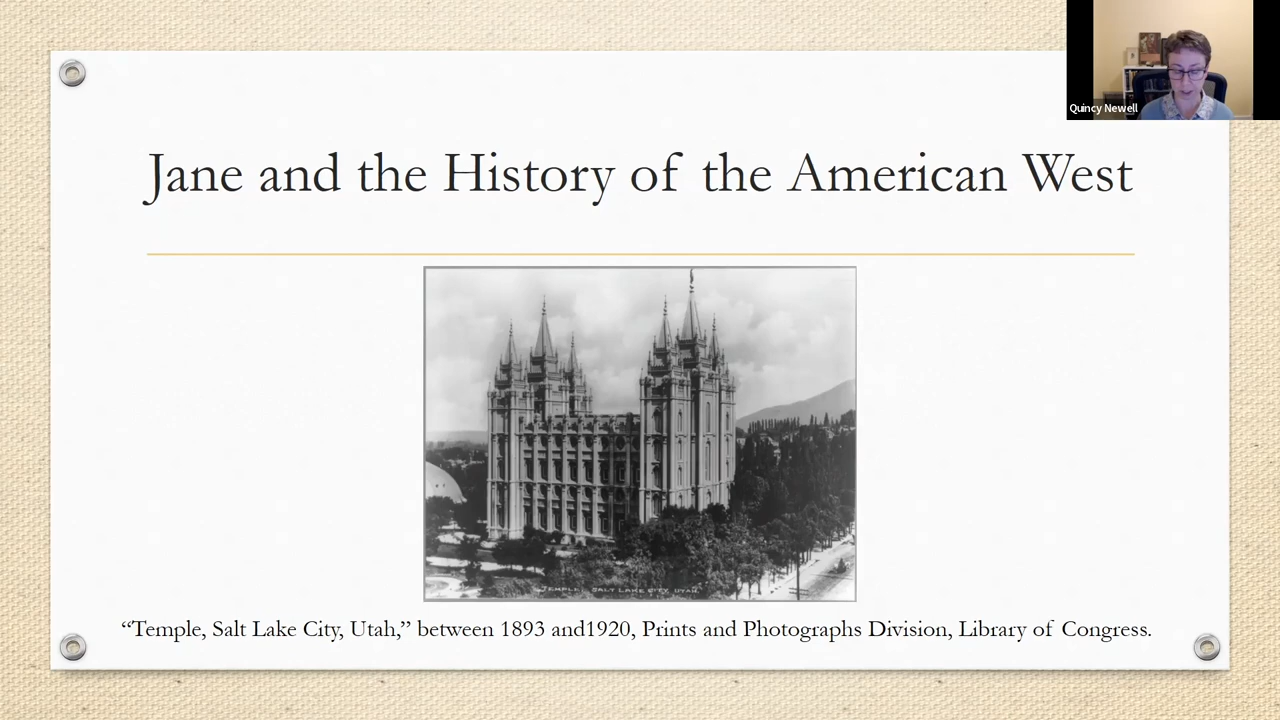 Quincy Newell
Jane and the History of the American West
TEMPLE, SALT LAKE CITY, UTAH.
“Temple, Salt Lake City, Utah,” between 1893 and1920, Prints and Photographs Division, Library of Congress.